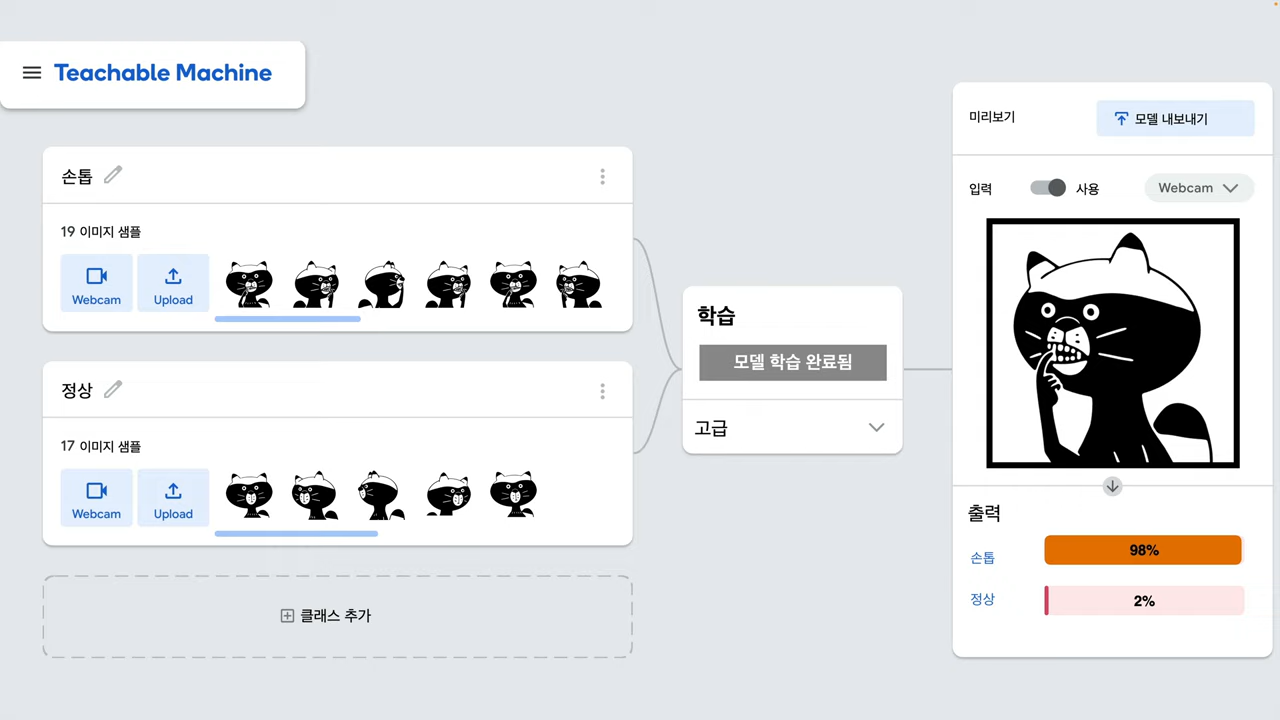 Teachable Machine
손톱
19 이미지 샘플
Webcam
Upload
정상
17 이미지 샘플
Webcam
Upload
클래스 추가
학습
모델 학습 완료됨
고급
미리보기
모델 내보내기
입력
사용
Webcam
출력
손톱
98%
정상
2%